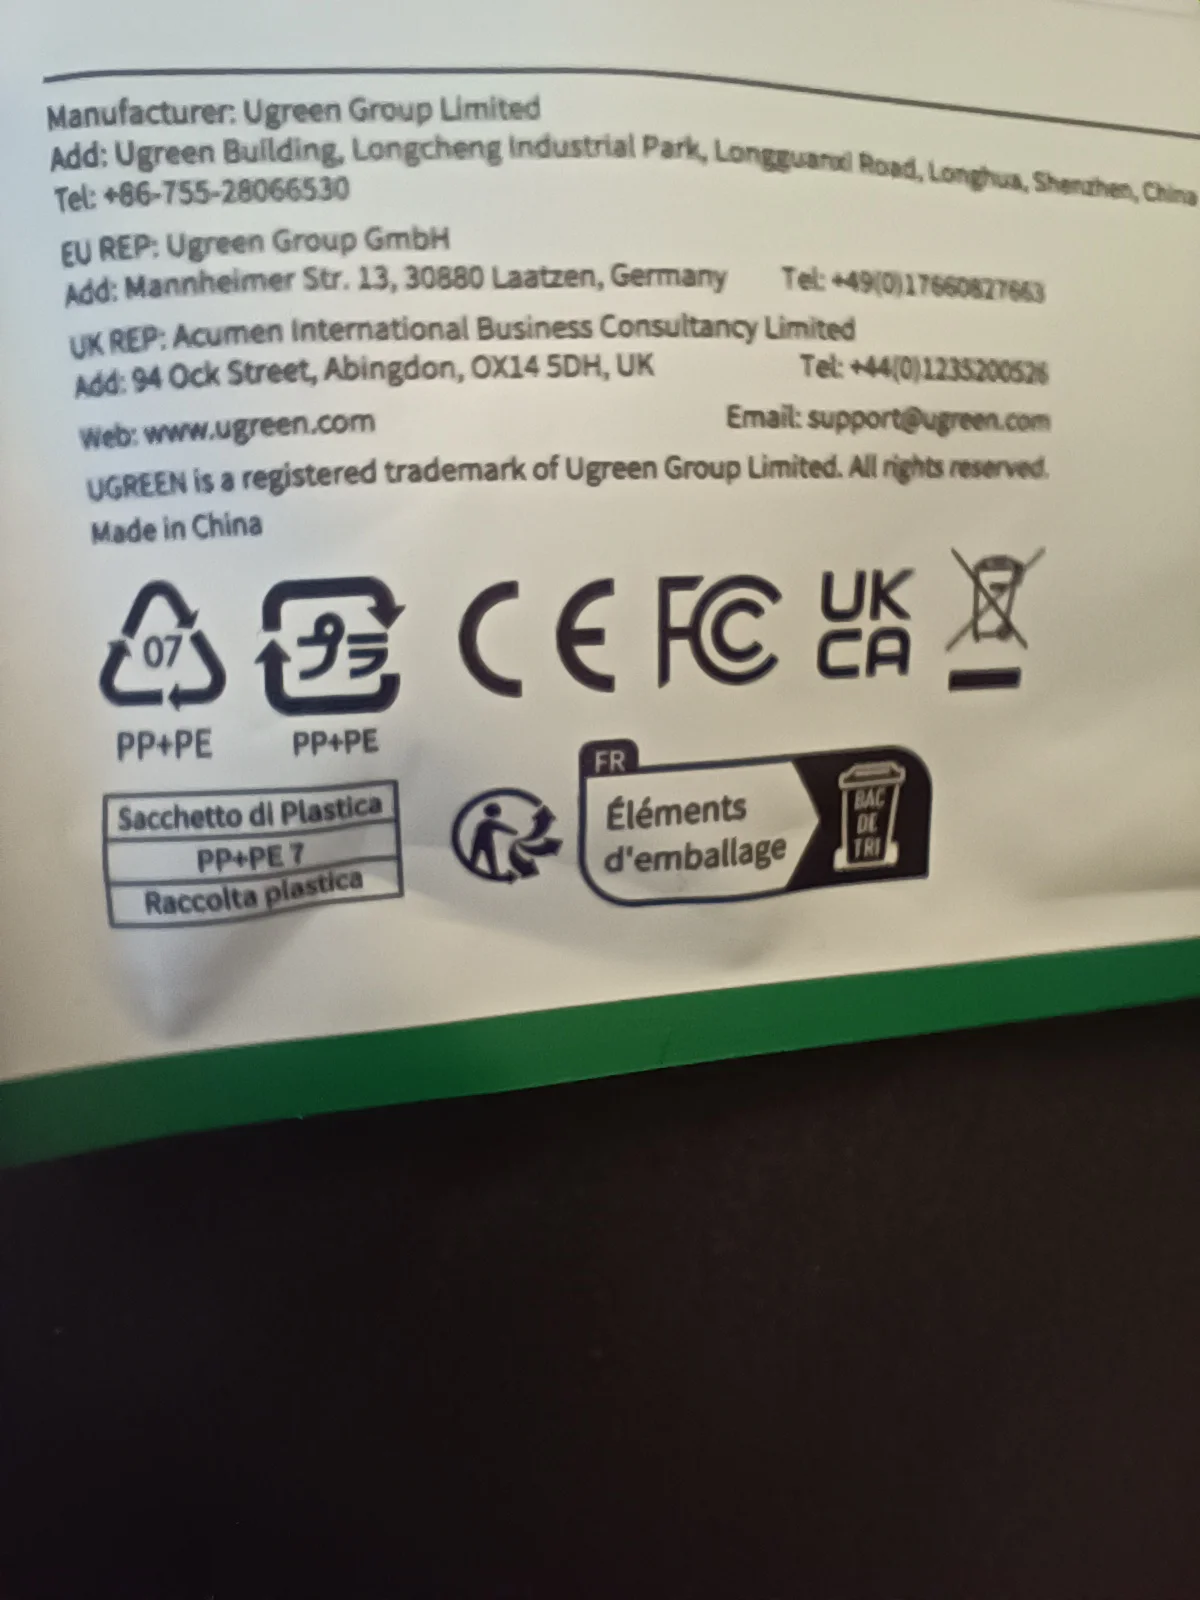 Manufacturer: Ugreen Group Limited
Add: Ugreen Building, Longcheng Industrial Park, Longguanxi Road, Longhua, Shenzhen, China
Tel: +86-755-28066530
EU REP: Ugreen Group GmbH
Add: Mannheimer Str. 13, 30880 Laatzen, Germany Tel: +49(0)17660827663
UK REP: Acumen International Business Consultancy Limited
Add: 94 Ock Street, Abingdon, OX14 5DH, UK Tel: +44(0)1235200526
Web: www.ugreen.com Email: support@ugreen.com
UGREEN is a registered trademark of Ugreen Group Limited. All rights reserved.
Made in China
07 プラ CE FC UK
CA
PP+PE PP+PE
Sacchetto di Plastica
PP+PE 7
Raccolta plastica
FR
Éléments
d'emballage
BAC
DE
TRI